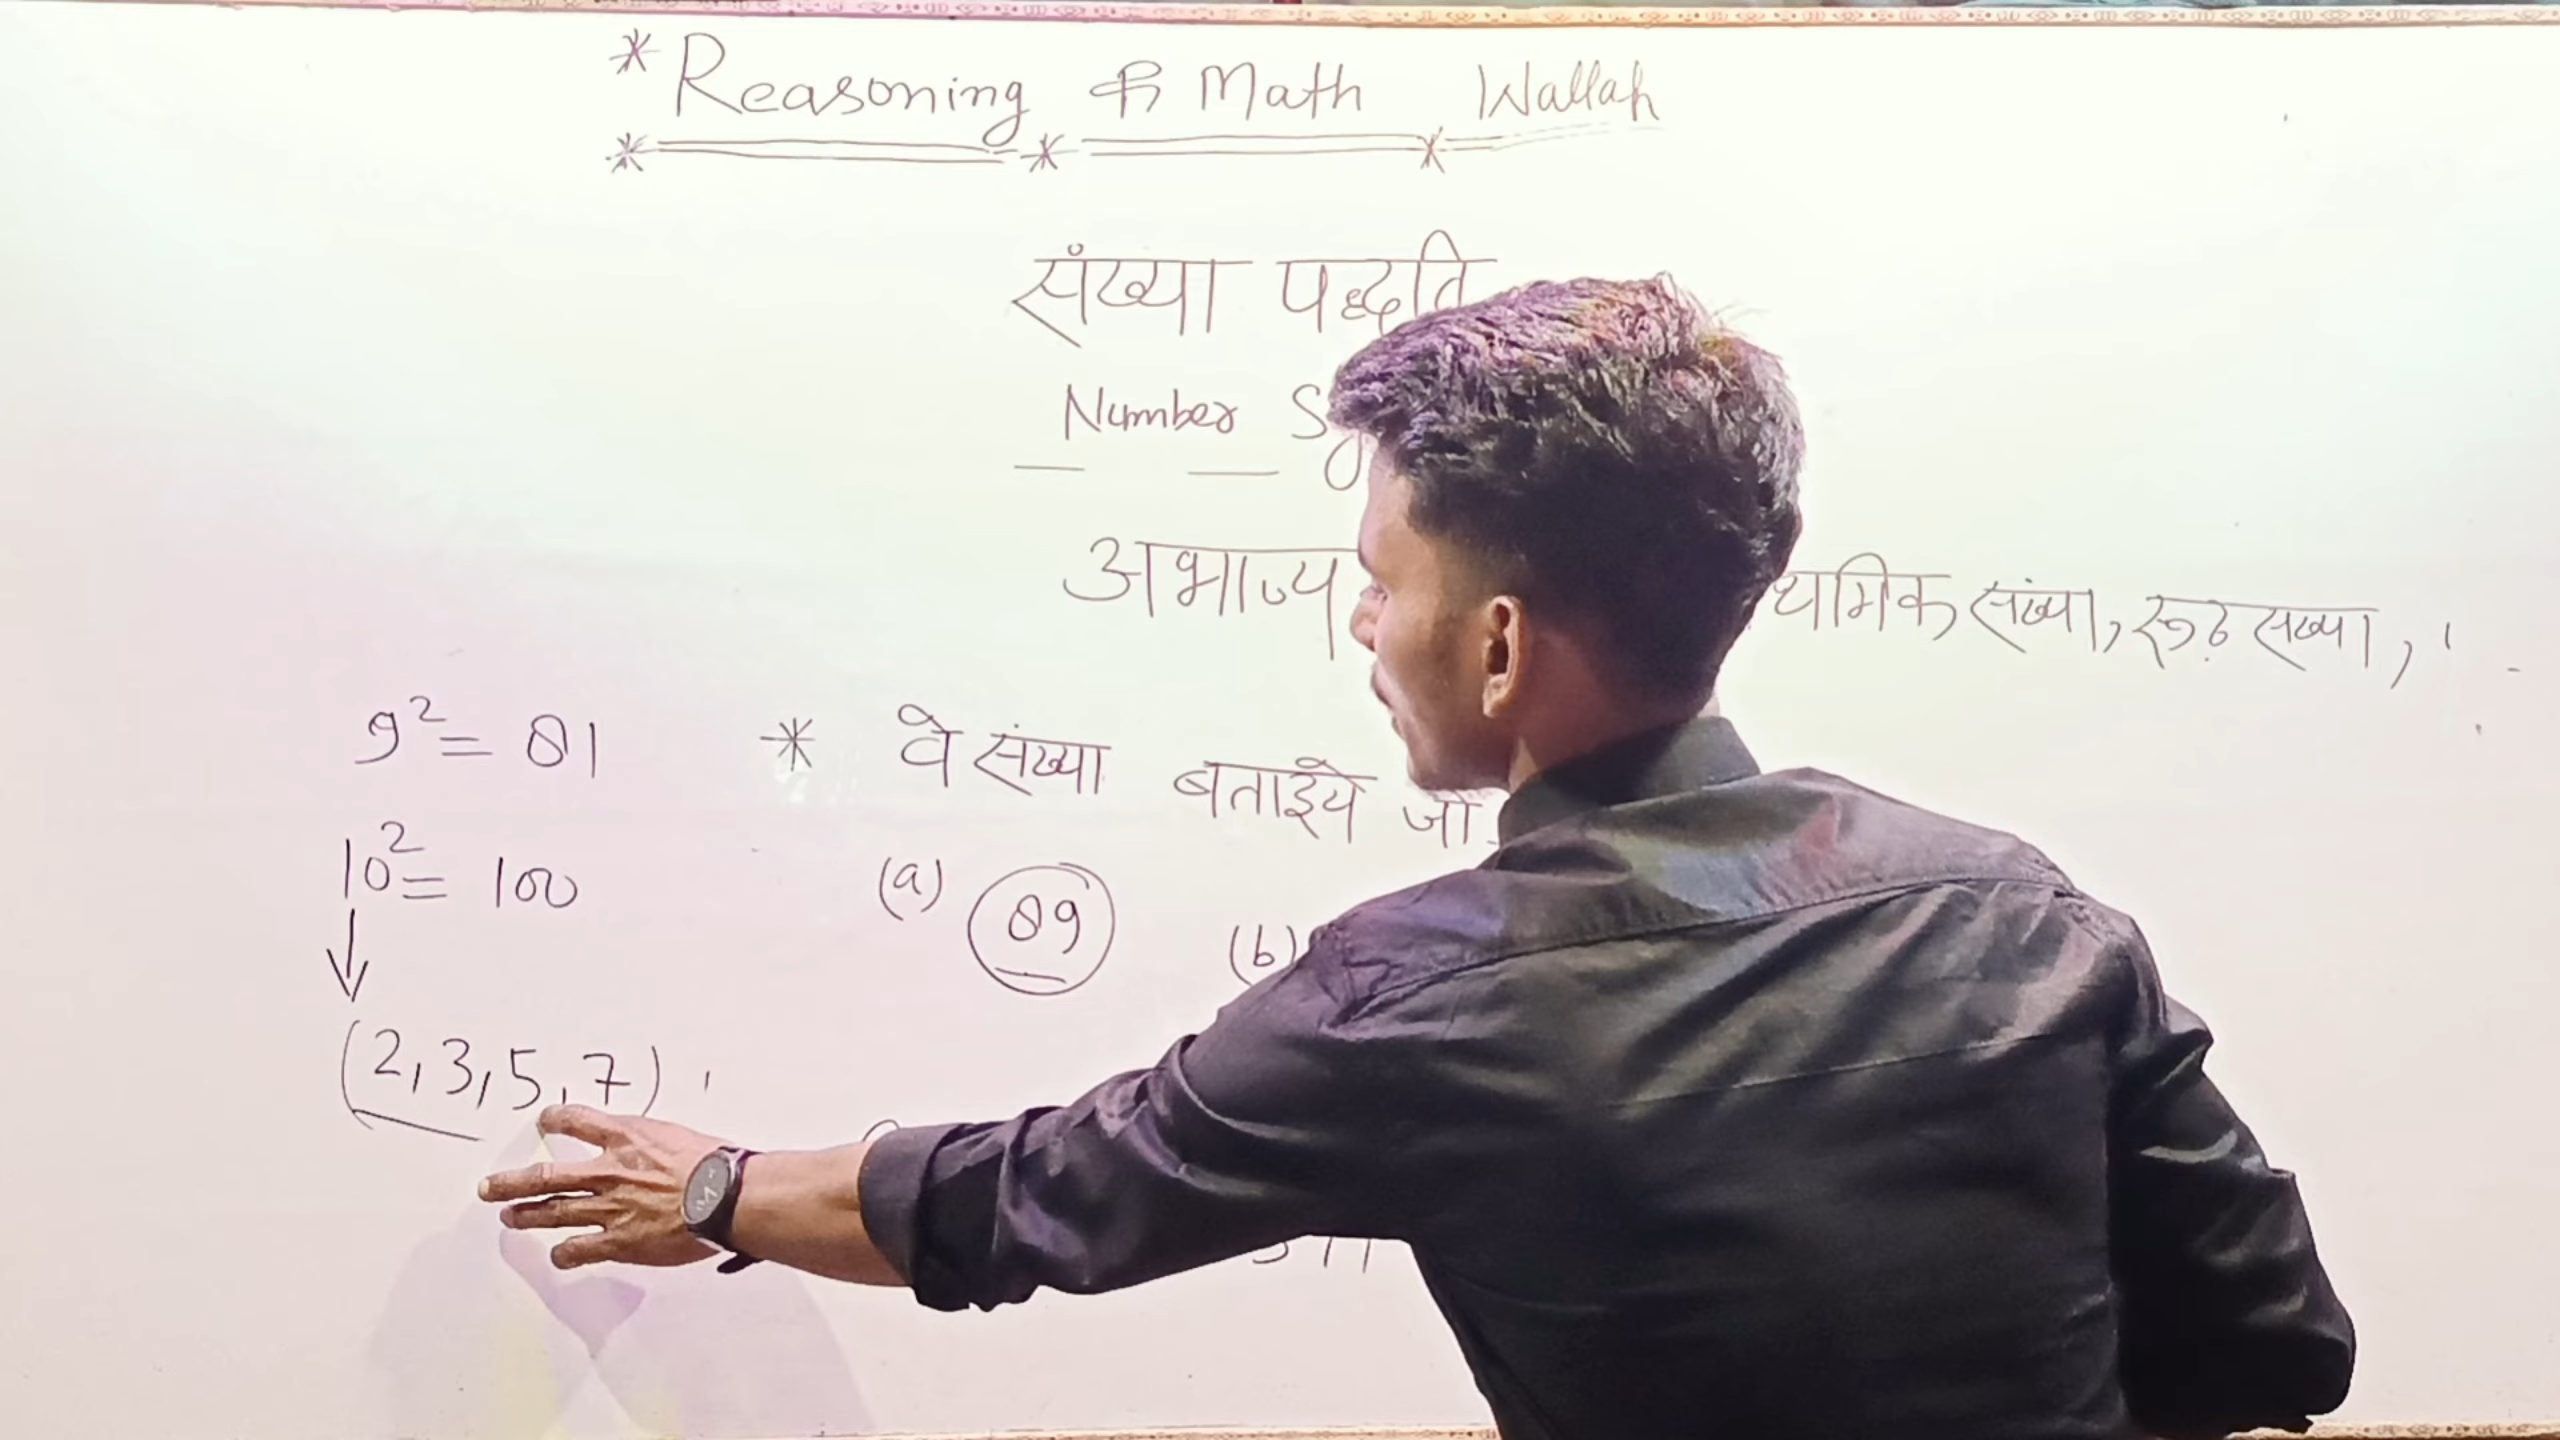 * Reasoning & Math Wallah
संख्या पद्धति
Number
अभाज्य थमिक संख्या, रूढ़ संख्या,
9² = 81
* वे संख्या बताइये जो
10² = 100
(a) 89 (b)
(2, 3, 5, 7)